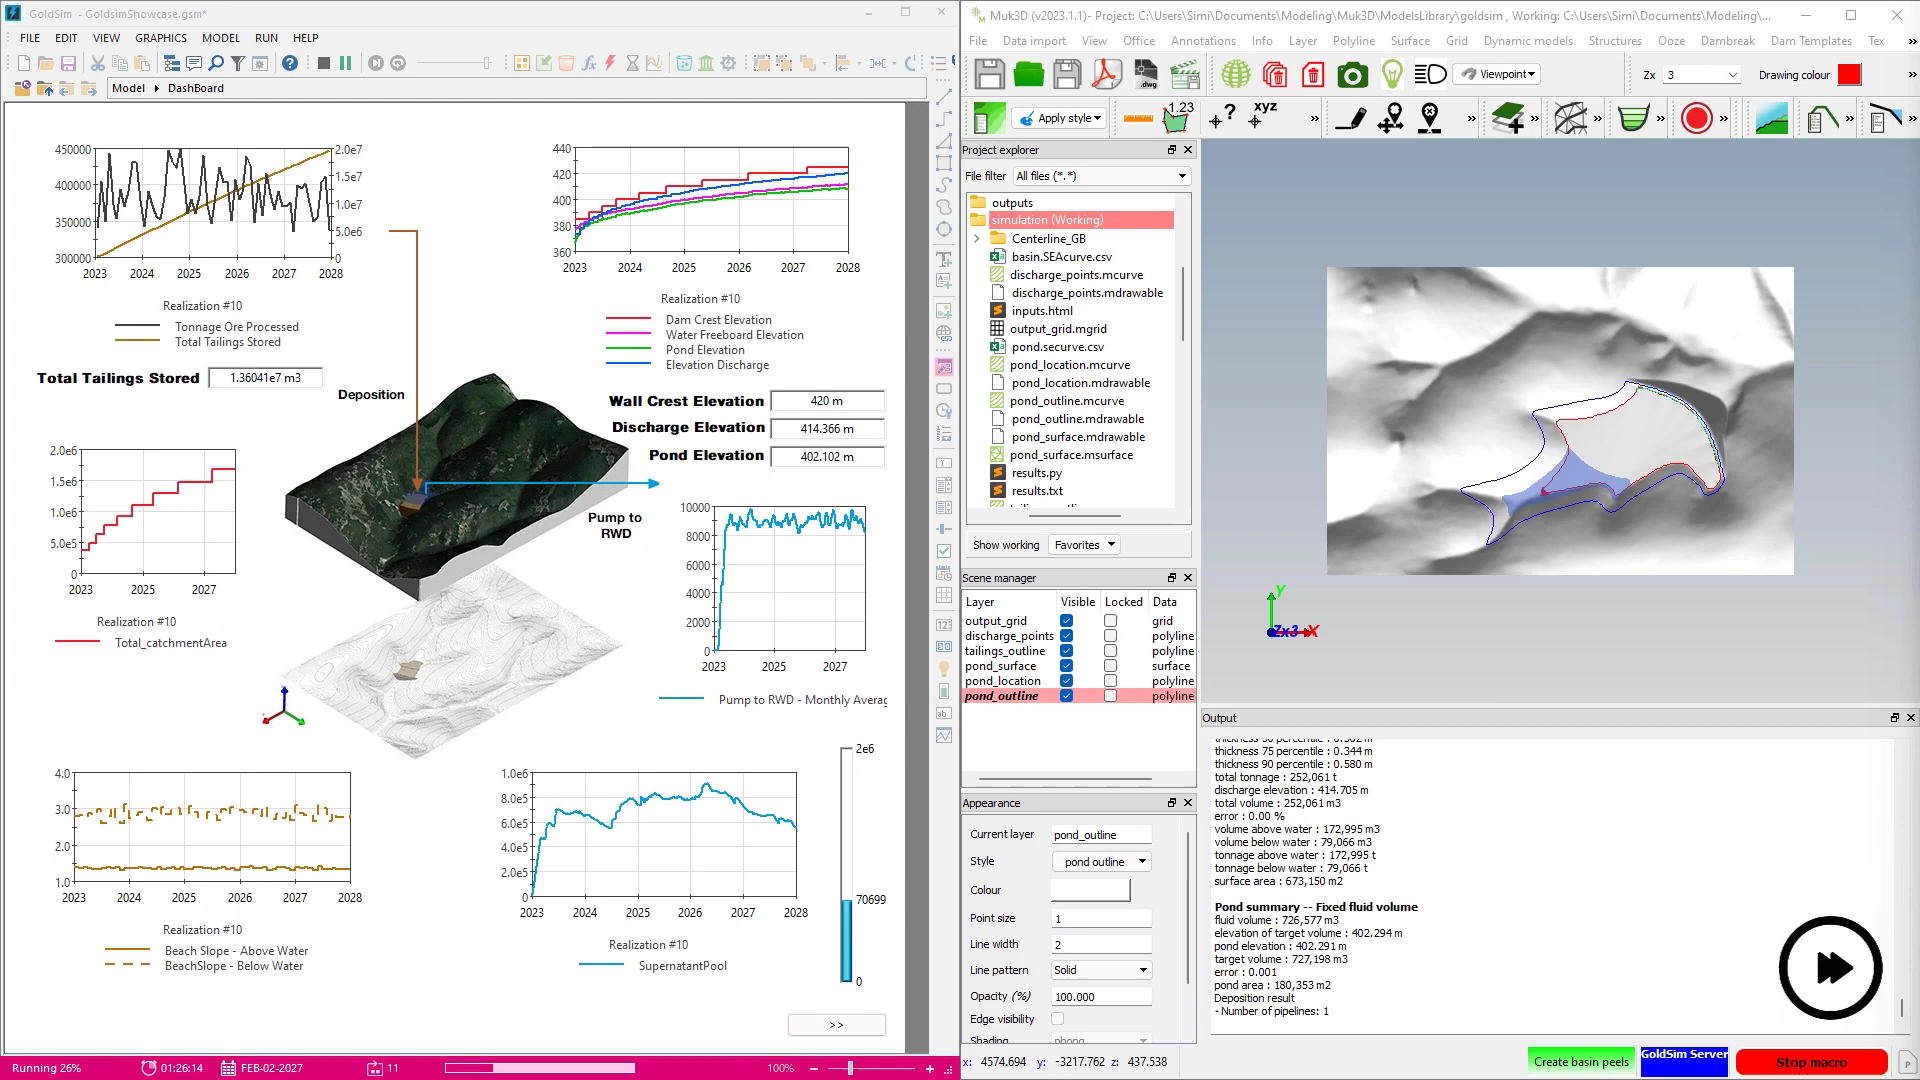 GoldSim - GoldsimShowcase.gsm*
FILE EDIT VIEW GRAPHICS MODEL RUN HELP
Model DashBoard
450000
400000
350000
300000
2.0e7
1.5e7
1.0e7
5.0e6
0
2023 2024 2025 2026 2027 2028
Realization #10
Tonnage Ore Processed
Total Tailings Stored
Total Tailings Stored 1.36041e7 m3
440
420
400
380
360
2023 2024 2025 2026 2027 2028
Realization #10
Dam Crest Elevation
Water Freeboard Elevation
Pond Elevation
Elevation Discharge
Deposition
Wall Crest Elevation 420 m
Discharge Elevation 414.366 m
Pond Elevation 402.102 m
2.0e6
1.5e6
1.0e6
5.0e5
0
2023 2025 2027
Realization #10
Total_catchmentArea
Pump to
RWD
10000
8000
6000
4000
2000
0
2023 2025 2027
Pump to RWD - Monthly Averag
4.0
3.0
2.0
1.0
2023 2024 2025 2026 2027 2028
Realization #10
Beach Slope - Above Water
BeachSlope - Below Water
1.0e6
8.0e5
6.0e5
4.0e5
2.0e5
0
2023 2024 2025 2026 2027 2028
Realization #10
SupernatantPool
2e6
70699
0
>>
Running 26% 01:26:14 FEB-02-2027 11 100%
Muk3D (v2023.1.1)- Project: C:\Users\Simi\Documents\Modeling\Muk3D\ModelsLibrary\goldsim , Working: C:\Users\Simi\Documents\Modeling\...
File Data import View Office Annotations Info Layer Polyline Surface Grid Dynamic models Structures Ooze Dambreak Dam Templates Tex »
.dwg Viewpoint Zx 3 Drawing colour »
Apply style 1.23 ? xyz » » » » » » »
Project explorer
File filter All files (*.*)
outputs
simulation (Working)
Centerline_GB
basin.SEAcurve.csv
discharge_points.mcurve
discharge_points.mdrawable
inputs.html
output_grid.mgrid
pond.securve.csv
pond_location.mcurve
pond_location.mdrawable
pond_outline.mcurve
pond_outline.mdrawable
pond_surface.mdrawable
pond_surface.msurface
results.py
results.txt
Show working Favorites
Scene manager
Layer Visible Locked Data
output_grid grid
discharge_points polyline
tailings_outline polyline
pond_surface surface
pond_location polyline
pond_outline polyline
Appearance
Current layer pond_outline
Style pond outline
Colour
Point size 1
Line width 2
Line pattern Solid
Opacity (%) 100.000
Edge visibility
Shading.. phong
Y
Zx3 X
Output
thickness 75 percentile : 0.344 m
thickness 90 percentile : 0.580 m
total tonnage : 252,061 t
discharge elevation : 414.705 m
total volume : 252,061 m3
error : 0.00 %
volume above water : 172,995 m3
volume below water : 79,066 m3
tonnage above water : 172,995 t
tonnage below water : 79,066 t
surface area : 673,150 m2
Pond summary -- Fixed fluid volume
fluid volume : 726,577 m3
elevation of target volume : 402.294 m
pond elevation : 402.291 m
target volume : 727,198 m3
error : 0.001
pond area : 180,353 m2
Deposition result
- Number of pipelines: 1
x: 4574.694 y: -3217.762 z: 437.538
Create basin peels GoldSim Server Stop macro